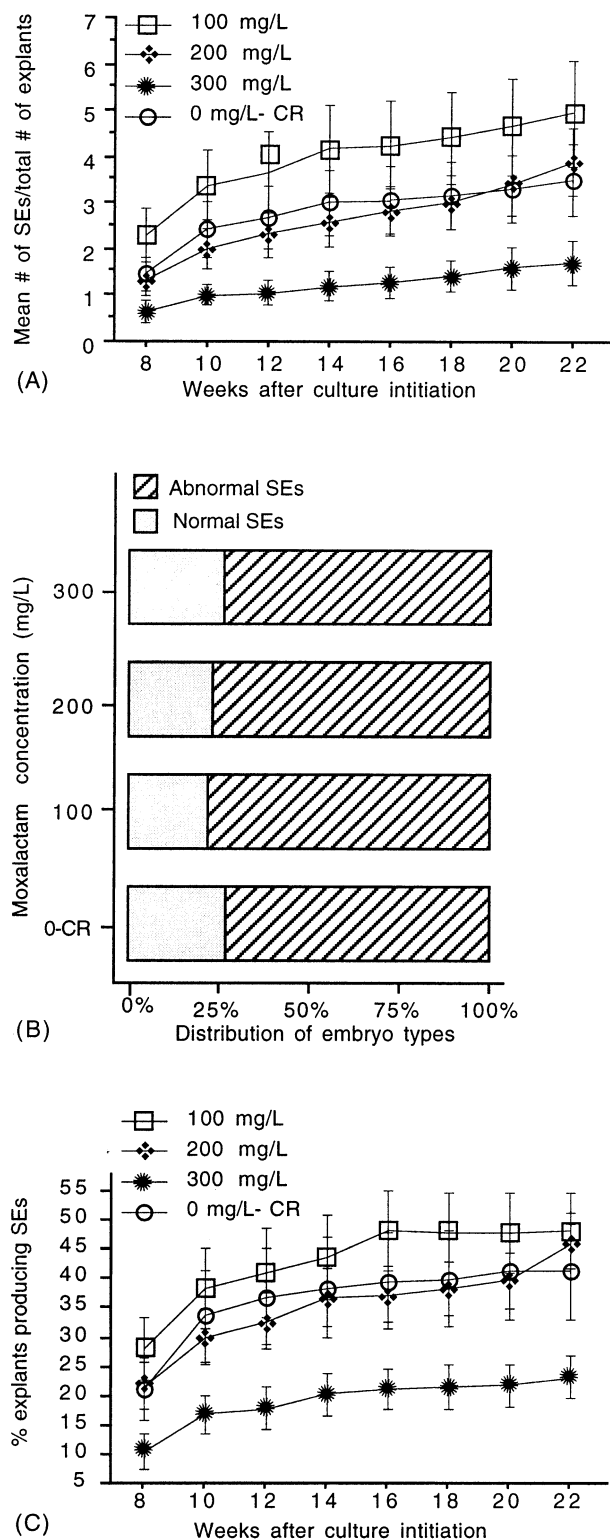 7
6
5
4
3
2
1
0
Mean # of SEs/total # of explants
100 mg/L
200 mg/L
300 mg/L
0 mg/L- CR
8 10 12 14 16 18 20 22
(A)
Weeks after culture intitiation
Abnormal SEs
Normal SEs
Moxalactam concentration (mg/L)
300
200
100
0-CR
0% 25% 50% 75% 100%
(B)
Distribution of embryo types
100 mg/L
200 mg/L
300 mg/L
0 mg/L- CR
% explants producing SEs
55
50
45
40
35
30
25
20
15
10
5
8 10 12 14 16 18 20 22
(C)
Weeks after culture intitiation